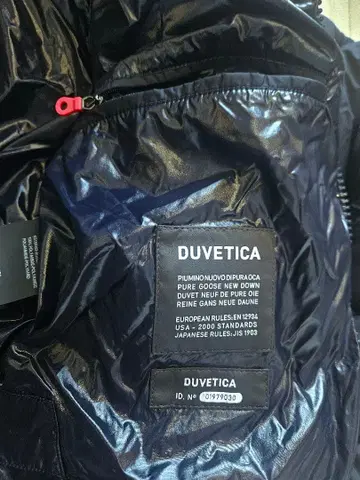 DUVETICA
PIUMINO NUOVO DI PURA OCA
PURE GOOSE NEW DOWN
DUVET NEUF DE PURE OIE
REINE GANS NEUE DAUNE
EUROPEAN RULES: EN 12934
USA - 2000 STANDARDS
JAPANESE RULES: JIS 1903
DUVETICA
ID. Nº 101979030